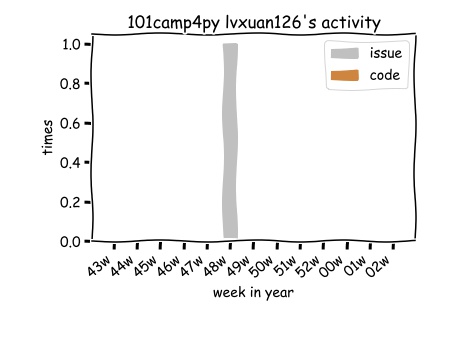 101camp4py lvxuan126's activity
issue
code
1.0
0.8
0.6
0.4
0.2
0.0
times
43w 44w 45w 46w 47w 48w 49w 50w 51w 52w 00w 01w 02w
week in year